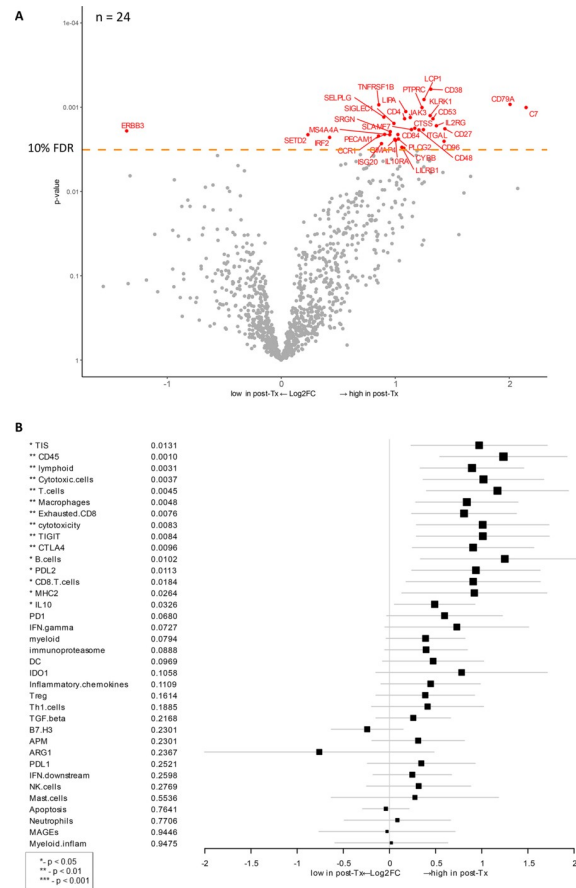 A
n = 24
1e-04
0.001
0.01
0.1
1
p-value
10% FDR
LCP1
TNFRSF1B
PTPRC
CD38
SELPLG
LIPA
KLRK1
CD79A
SIGLEC1
CD4
CD53
C7
SRGN
JAK3
ERBB3
SLAMF7
CTSS
IL2RG
MS4A4A
CD84
ITGAL
CD27
SETD2
PECAM1
IRF2
PLCG2
CD96
CCR1
SIMAP4
CYBB
CD48
ISG20
IL10RA
LILRB1
-1
0
1
2
low in post-Tx ← Log2FC → high in post-Tx
B
* TIS 0.0131
** CD45 0.0010
** lymphoid 0.0031
** Cytotoxic.cells 0.0037
** T.cells 0.0045
** Macrophages 0.0048
** Exhausted.CD8 0.0076
** cytotoxicity 0.0083
** TIGIT 0.0084
** CTLA4 0.0096
* B.cells 0.0102
* PDL2 0.0113
* CD8.T.cells 0.0184
* MHC2 0.0264
* IL10 0.0326
PD1 0.0680
IFN.gamma 0.0727
myeloid 0.0794
immunoproteasome 0.0888
DC 0.0969
IDO1 0.1058
Inflammatory.chemokines 0.1109
Treg 0.1614
Th1.cells 0.1885
TGF.beta 0.2168
B7.H3 0.2301
APM 0.2301
ARG1 0.2367
PDL1 0.2521
IFN.downstream 0.2598
NK.cells 0.2769
Mast.cells 0.5536
Apoptosis 0.7641
Neutrophils 0.7706
MAGEs 0.9446
Myeloid.inflam 0.9475
*- p < 0.05
** - p < 0.01
*** - p < 0.001
-2 -1 0 1 2
low in post-Tx←Log2FC →high in post-Tx